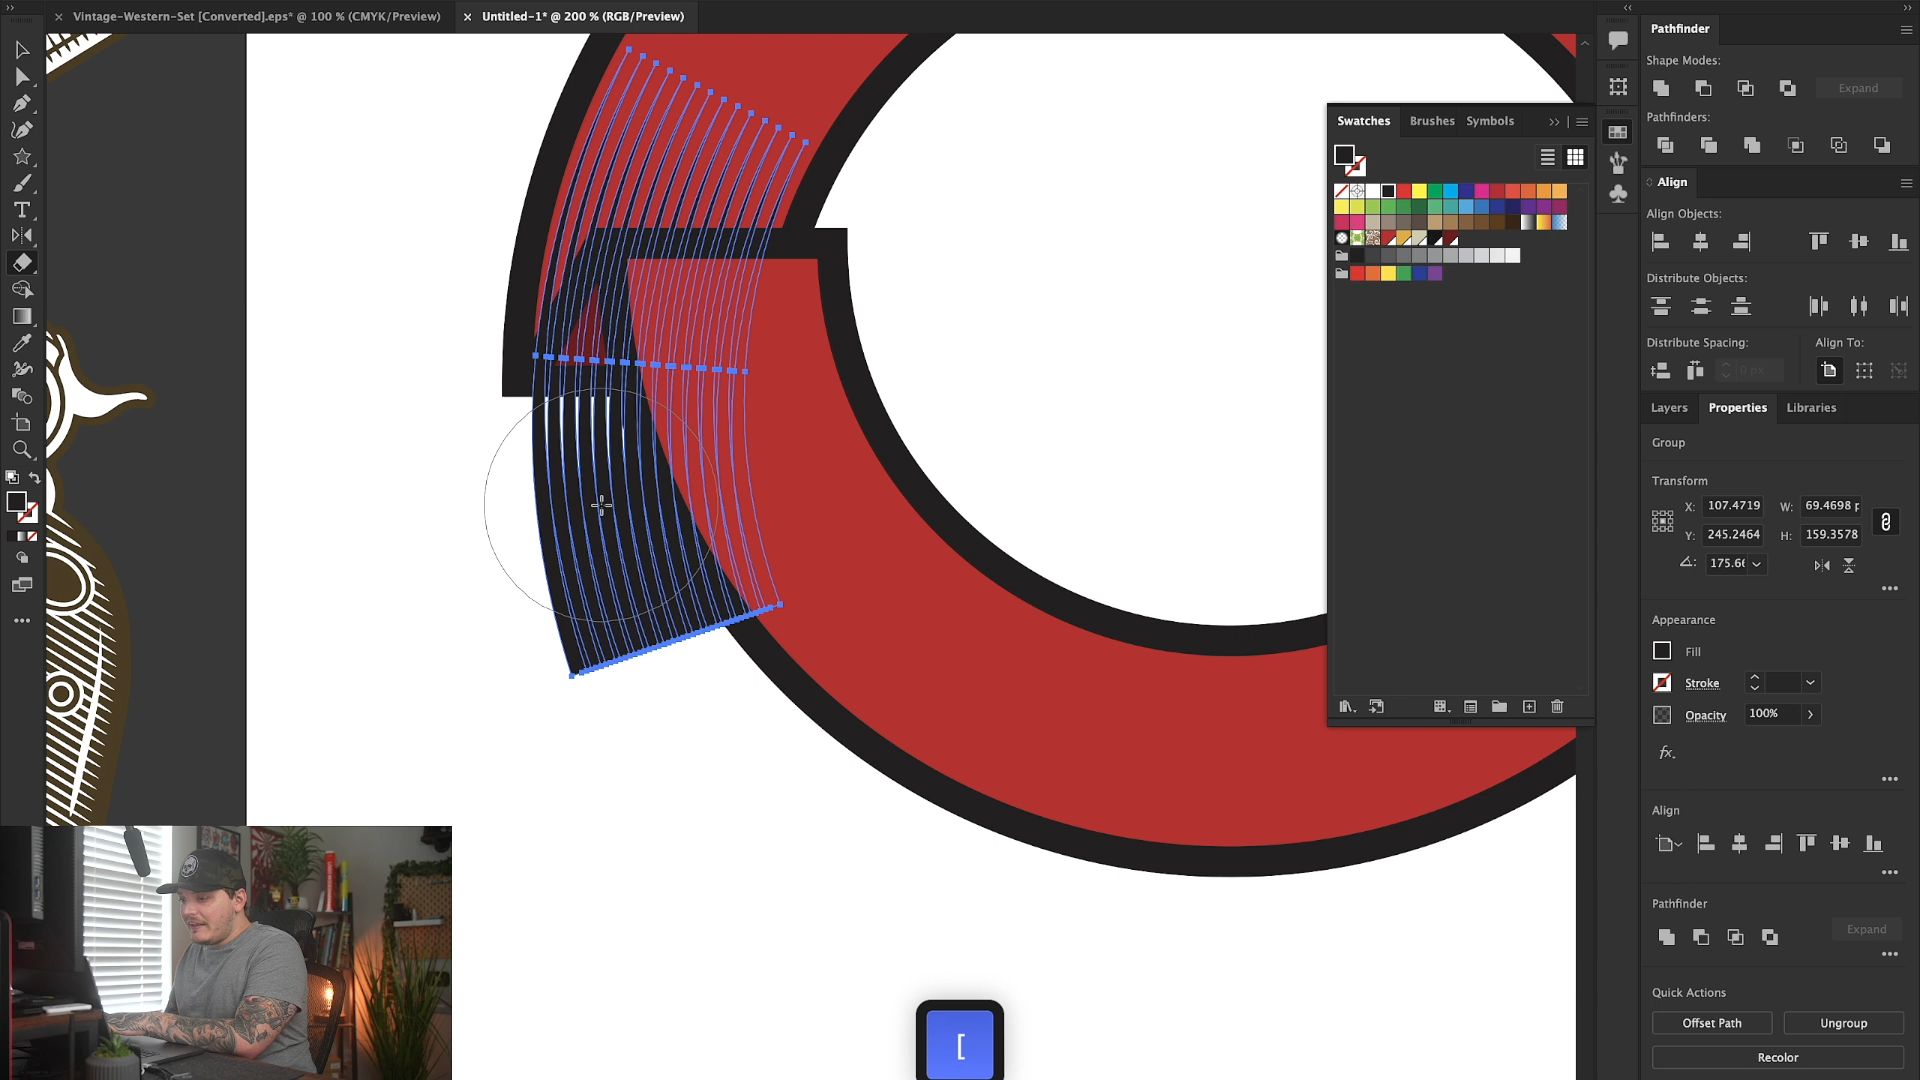 Vintage-Western-Set [Converted].eps* @ 100 % (CMYK/Preview)
Untitled-1* @ 200 % (RGB/Preview)
Pathfinder
Shape Modes:
Expand
Pathfinders:
Swatches
Brushes
Symbols
Align
Align Objects:
Distribute Objects:
Distribute Spacing:
Align To:
0 px
Layers
Properties
Libraries
Group
Transform
X: 107.4719
W: 69.4698 p
Y: 245.2464
H: 159.3578
175.66
Appearance
Fill
Stroke
Opacity
100%
fx.
Align
Pathfinder
Expand
Quick Actions
Offset Path
Ungroup
Recolor
[